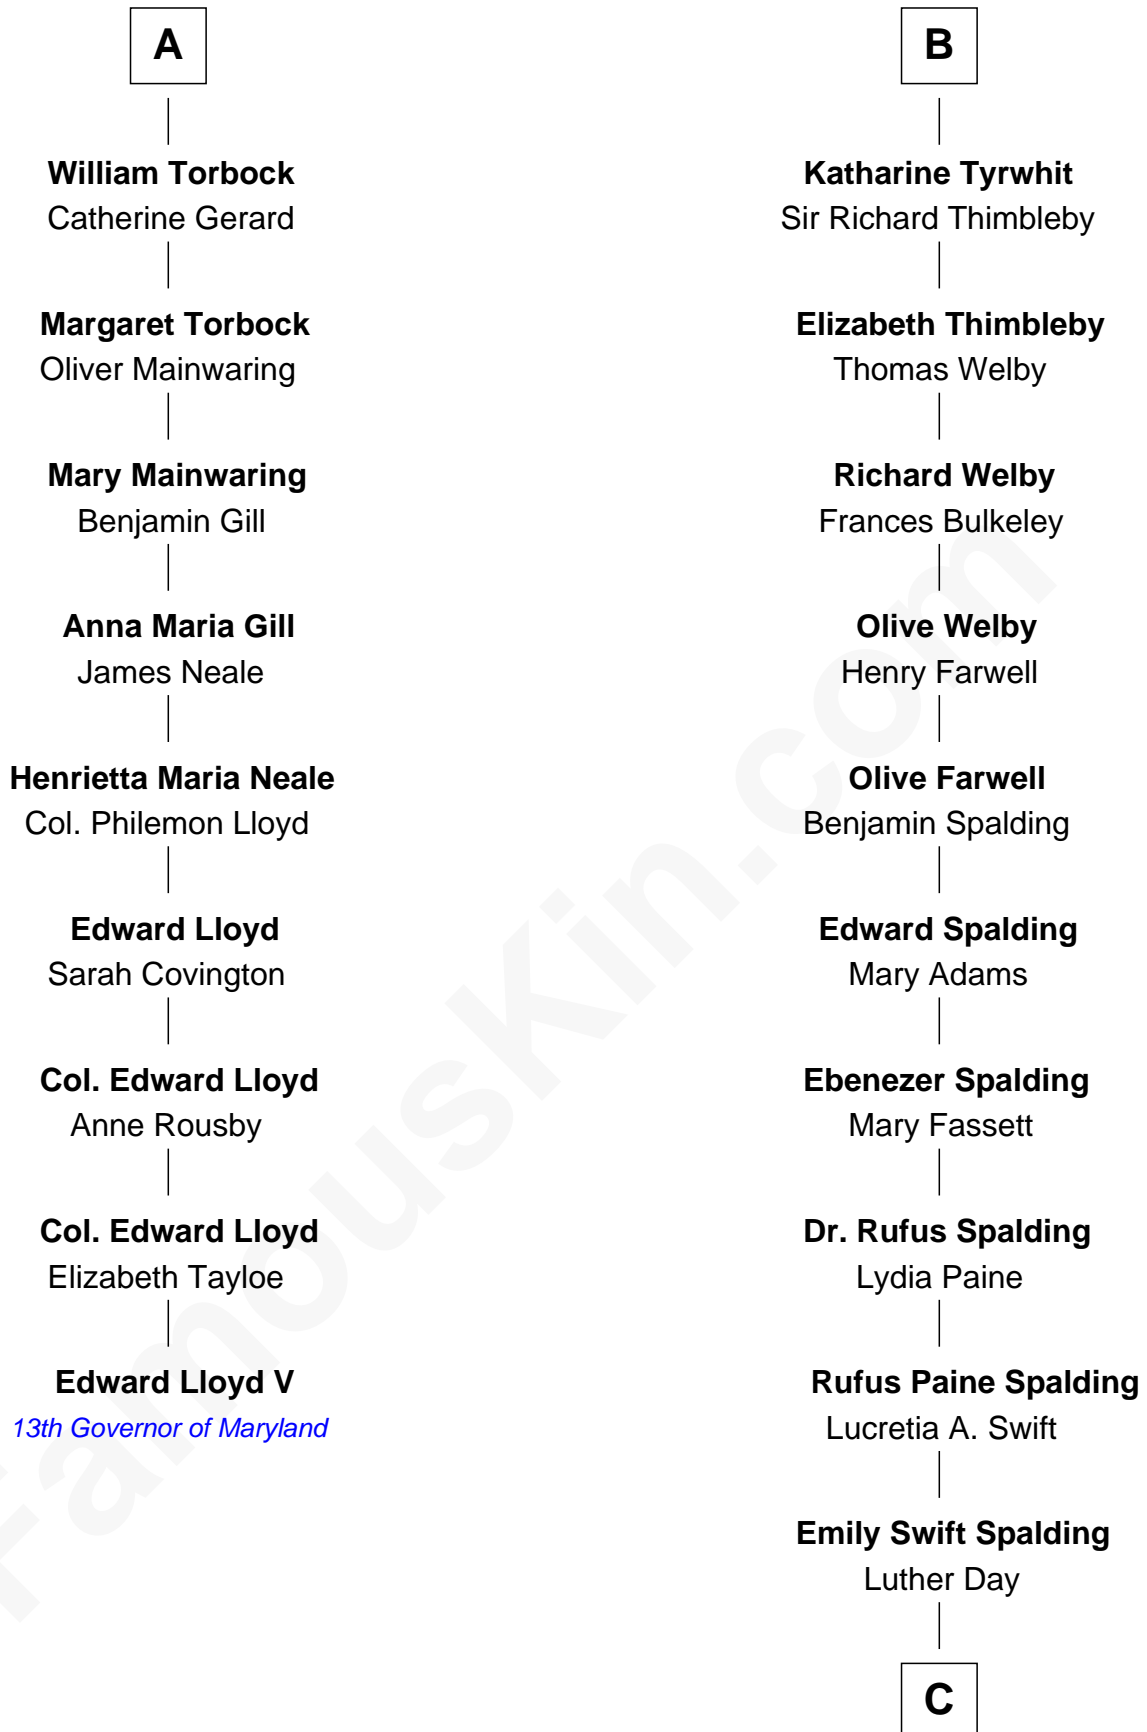 A
William Torbock
Catherine Gerard
Margaret Torbock
Oliver Mainwaring
Mary Mainwaring
Benjamin Gill
Anna Maria Gill
James Neale
Henrietta Maria Neale
Col. Philemon Lloyd
Edward Lloyd
Sarah Covington
Col. Edward Lloyd
Anne Rousby
Col. Edward Lloyd
Elizabeth Tayloe
Edward Lloyd V
13th Governor of Maryland
B
Katharine Tyrwhit
Sir Richard Thimbleby
Elizabeth Thimbleby
Thomas Welby
Richard Welby
Frances Bulkeley
Olive Welby
Henry Farwell
Olive Farwell
Benjamin Spalding
Edward Spalding
Mary Adams
Ebenezer Spalding
Mary Fassett
Dr. Rufus Spalding
Lydia Paine
Rufus Paine Spalding
Lucretia A. Swift
Emily Swift Spalding
Luther Day
C
FamousKin.com